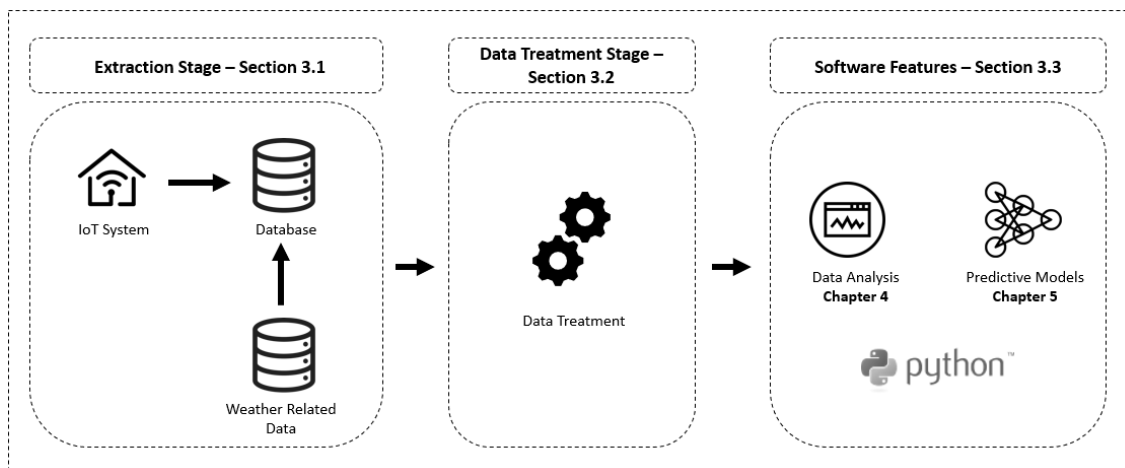 Extraction Stage – Section 3.1
Data Treatment Stage –
Section 3.2
Software Features – Section 3.3
IoT System
Database
Weather Related
Data
Data Treatment
Data Analysis
Chapter 4
Predictive Models
Chapter 5
python™